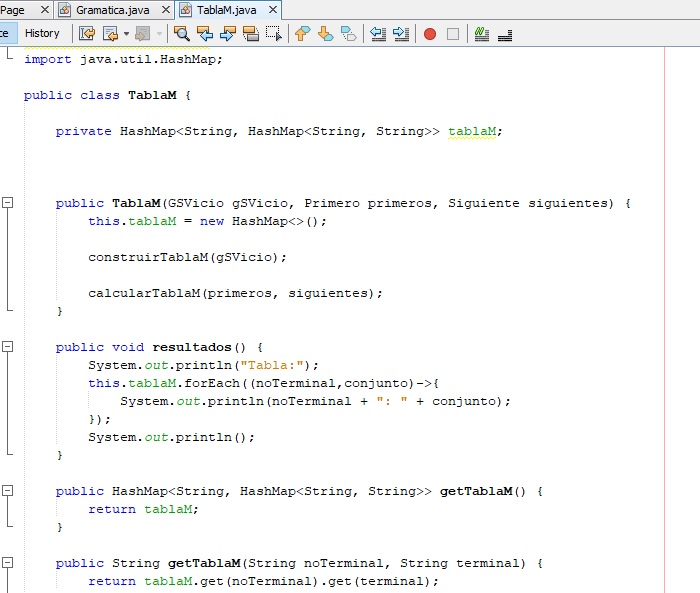 Page Gramatica.java TablaM.java
History
import java.util.HashMap;
public class TablaM {
private HashMap<String, HashMap<String, String>> tablaM;
public TablaM(GSVicio gSVicio, Primero primeros, Siguiente siguientes) {
this.tablaM = new HashMap<>();
construirTablaM(gSVicio);
calcularTablaM(primeros, siguientes);
}
public void resultados() {
System.out.println("Tabla:");
this.tablaM.forEach((noTerminal,conjunto)->{
System.out.println(noTerminal + ": " + conjunto);
});
System.out.println();
}
public HashMap<String, HashMap<String, String>> getTablaM() {
return tablaM;
}
public String getTablaM(String noTerminal, String terminal) {
return tablaM.get(noTerminal).get(terminal);